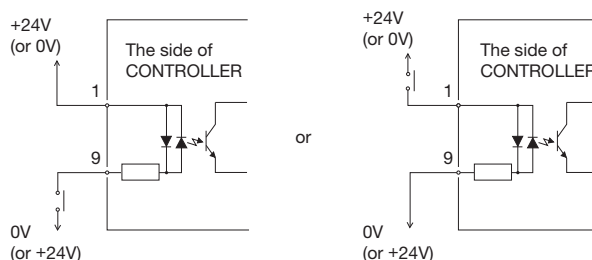 +24V
(or 0V)
The side of
CONTROLLER
1
9
0V
(or +24V)
or
+24V
(or 0V)
The side of
CONTROLLER
1
9
0V
(or +24V)